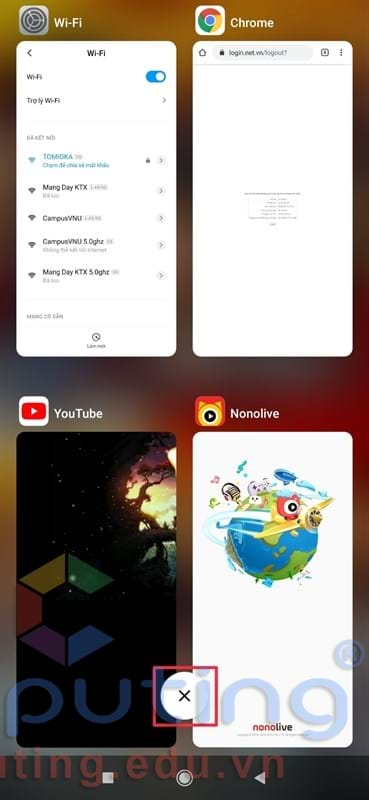 Wi-Fi
Chrome
Wi-Fi
Wi-Fi
Trợ lý Wi-Fi
ĐÃ KẾT NỐI
TOMIOKA 5G
Chạm để chia sẻ mật khẩu
Mang Day KTX 2.4G/5G
Đã lưu
CampusVNU 2.4G/5G
CampusVNU 5.0ghz 5G
Không thể kết nối Internet
Mang Day KTX 5.0ghz 5G
Đã lưu
MẠNG CÓ SẴN
Làm mới
login.net.vn/logout?
YouTube
Nonolive
nonolive
puting®
uting.edu.vn